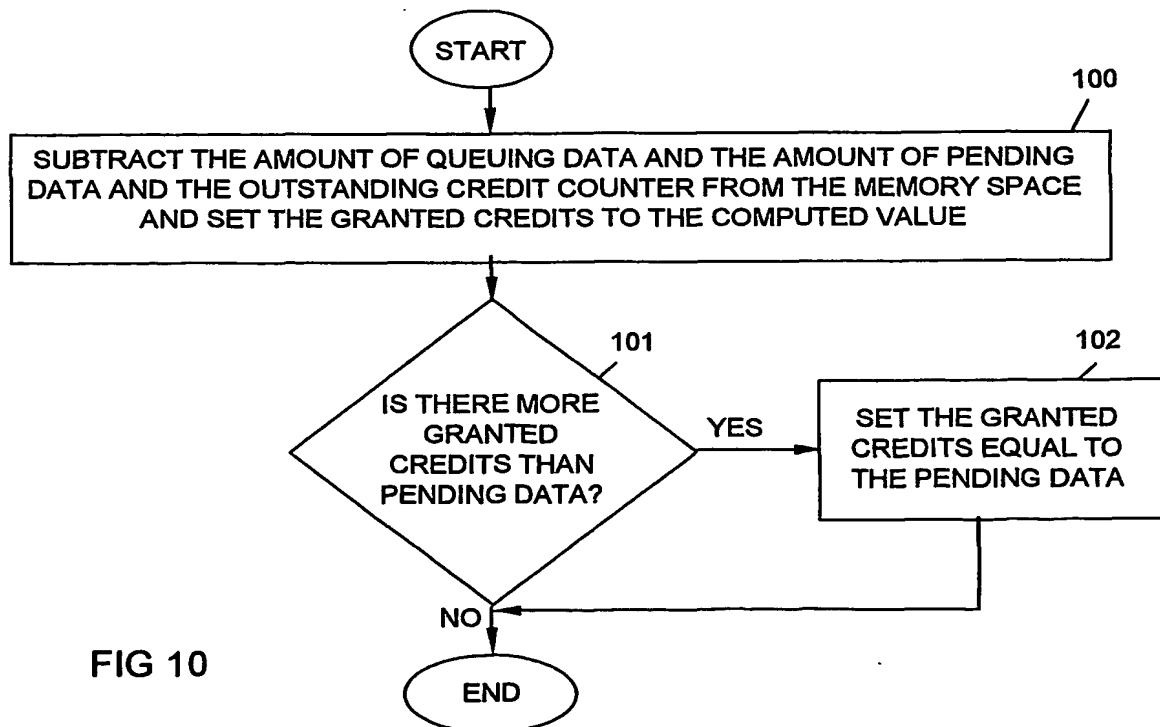 START
100
SUBTRACT THE AMOUNT OF QUEUING DATA AND THE AMOUNT OF PENDING
DATA AND THE OUTSTANDING CREDIT COUNTER FROM THE MEMORY SPACE
AND SET THE GRANTED CREDITS TO THE COMPUTED VALUE
101
IS THERE MORE
GRANTED
CREDITS THAN
PENDING DATA?
YES
102
SET THE GRANTED
CREDITS EQUAL TO
THE PENDING DATA
NO
FIG 10
END